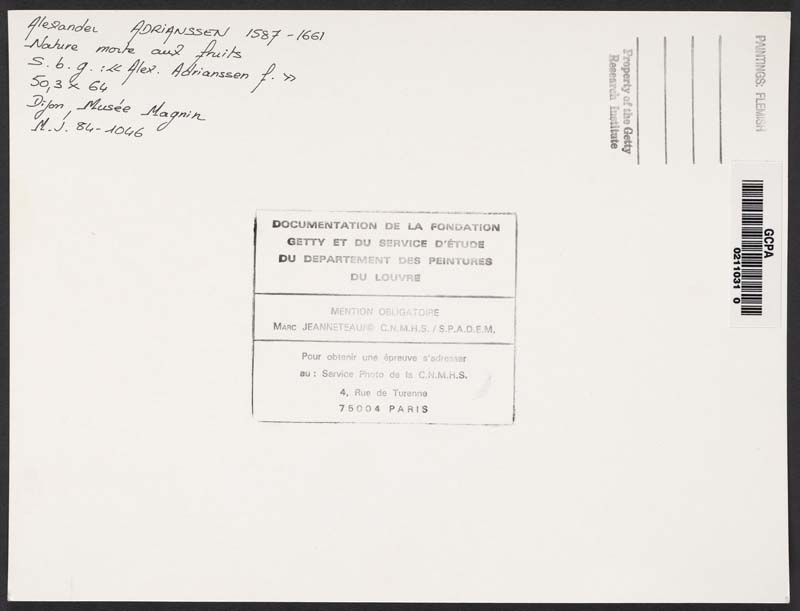 Alexander ADRIANSSEN 1587-1661
Nature morte aux fruits
S. b. g. : « Alex. Adrianssen f. »
50,3 x 64
Dijon, Musée Magnin
M.J. 84-1046
Property of the Getty
Research Institute
PAINTINGS: FLEMISH
GCPA
0211031 0
DOCUMENTATION DE LA FONDATION
GETTY ET DU SERVICE D'ÉTUDE
DU DEPARTEMENT DES PEINTURES
DU LOUVRE
MENTION OBLIGATOIRE
MARC JEANNETEAU/© C.N.M.H.S. / S.P.A.D.E.M.
Pour obtenir une épreuve s'adresser
au : Service Photo de la C.N.M.H.S.
4, Rue de Turenne
75004 PARIS